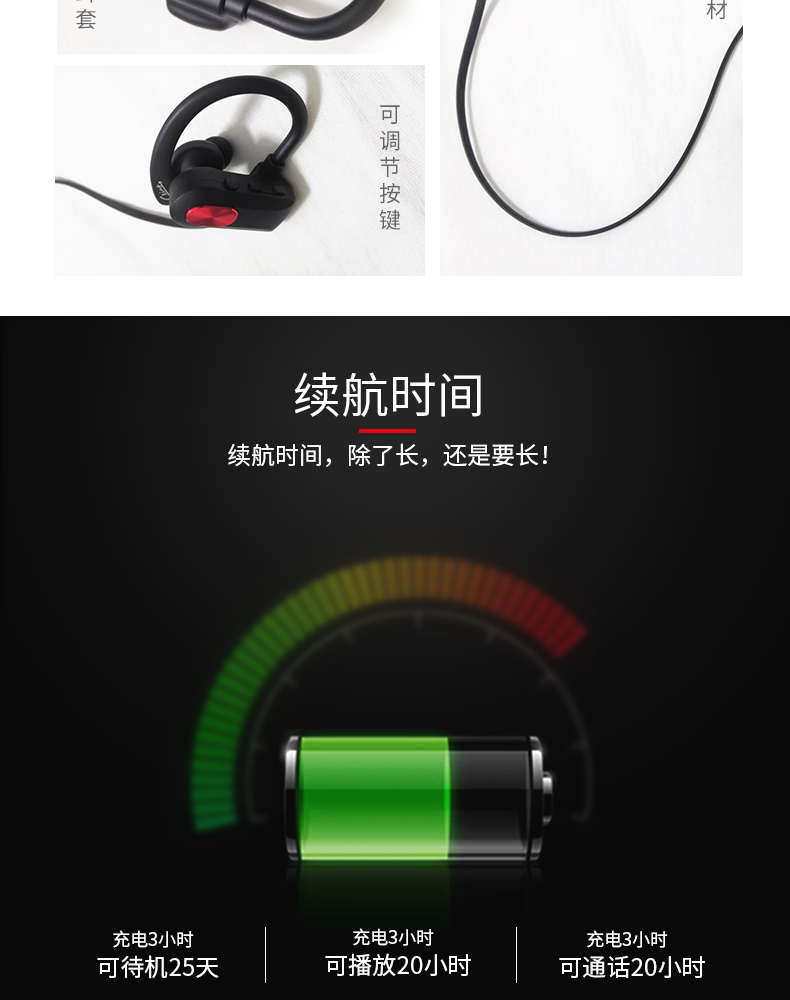 套
材
可调节按键
续航时间
续航时间，除了长，还是要长！
充电3小时
可待机25天
充电3小时
可播放20小时
充电3小时
可通话20小时